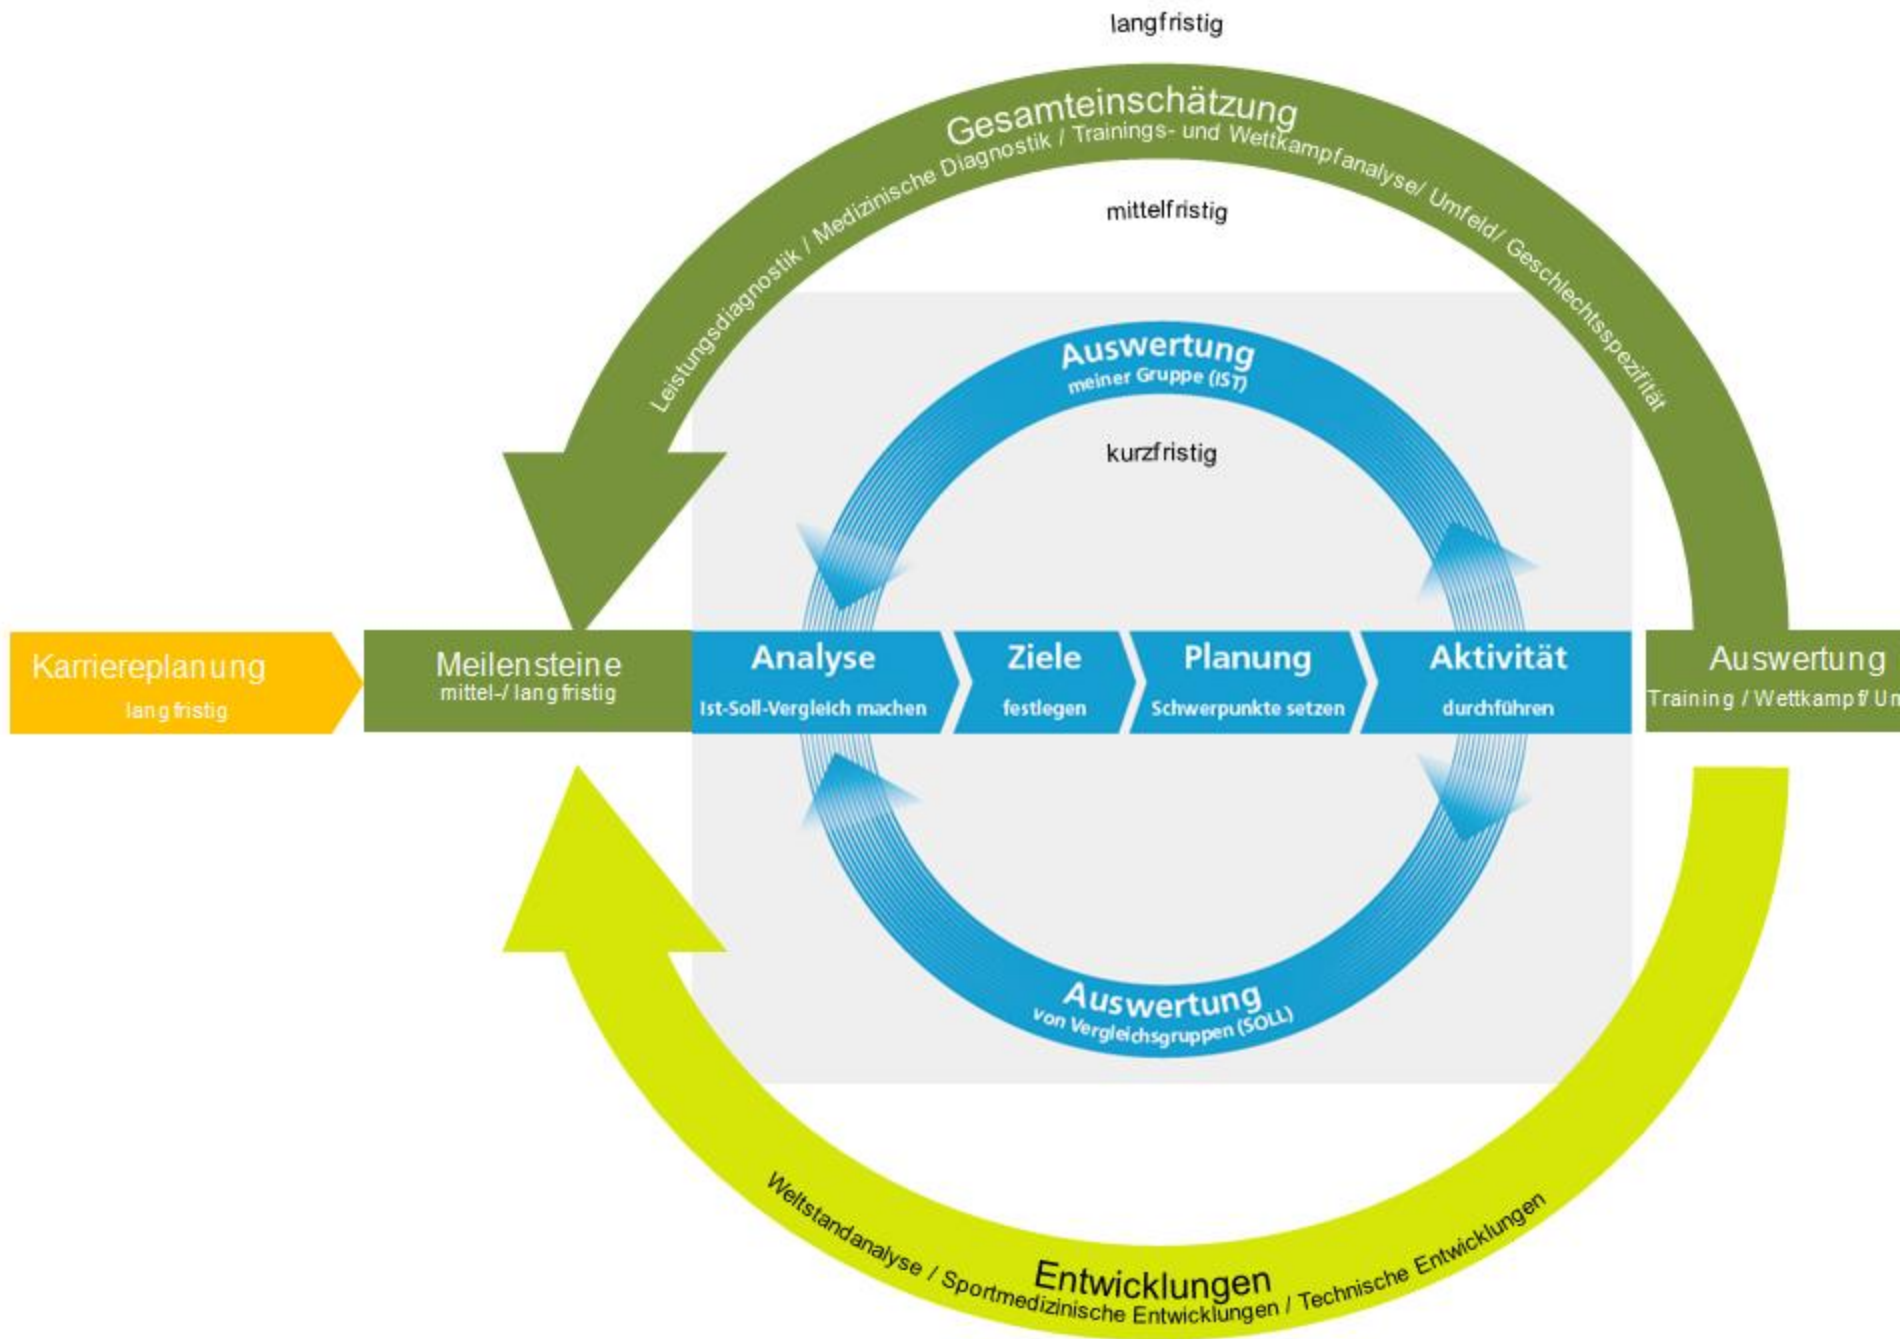 langfristig
Gesamteinschätzung
Leistungsdiagnostik / Medizinische Diagnostik / Trainings- und Wettkampfanalyse/ Umfeld/ Geschlechtsspezifität
mittelfristig
Auswertung
meiner Gruppe (IST)
kurzfristig
Karriereplanung
langfristig
Meilensteine
mittel-/ langfristig
Analyse
Ist-Soll-Vergleich machen
Ziele
festlegen
Planung
Schwerpunkte setzen
Aktivität
durchführen
Auswertung
Training / Wettkampf/
Auswertung
von Vergleichsgruppen (SOLL)
Entwicklungen
Weltstandanalyse / Sportmedizinische Entwicklungen / Technische Entwicklungen